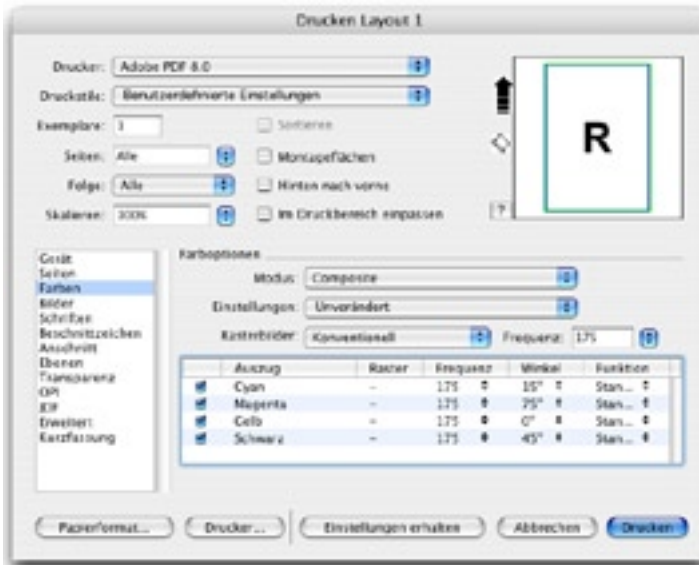 Drucken Layout 1
Drucker: Adobe PDF 8.0
Druckstile: Benutzerdefinierte Einstellungen
Exemplare: 1 Sortieren
Seiten: Alle Montageflächen
Folge: Alle Hinten nach vorne
Skalieren: 100% Im Druckbereich einpassen
R
?
Gerät
Seiten
Farben
Bilder
Schriften
Beschnittzeichen
Anschnitt
Ebenen
Transparenz
OPI
JDF
Erweitert
Kurzfassung
Farboptionen
Modus: Composite
Einstellungen: Unverändert
Rasterbilder: Konventionell Frequenz: 175
Auszug Raster Frequenz Winkel Funktion
Cyan - 175 15° Stan...
Magenta - 175 75° Stan...
Gelb - 175 0° Stan...
Schwarz - 175 45° Stan...
Papierformat... Drucker... Einstellungen erhalten Abbrechen Drucken